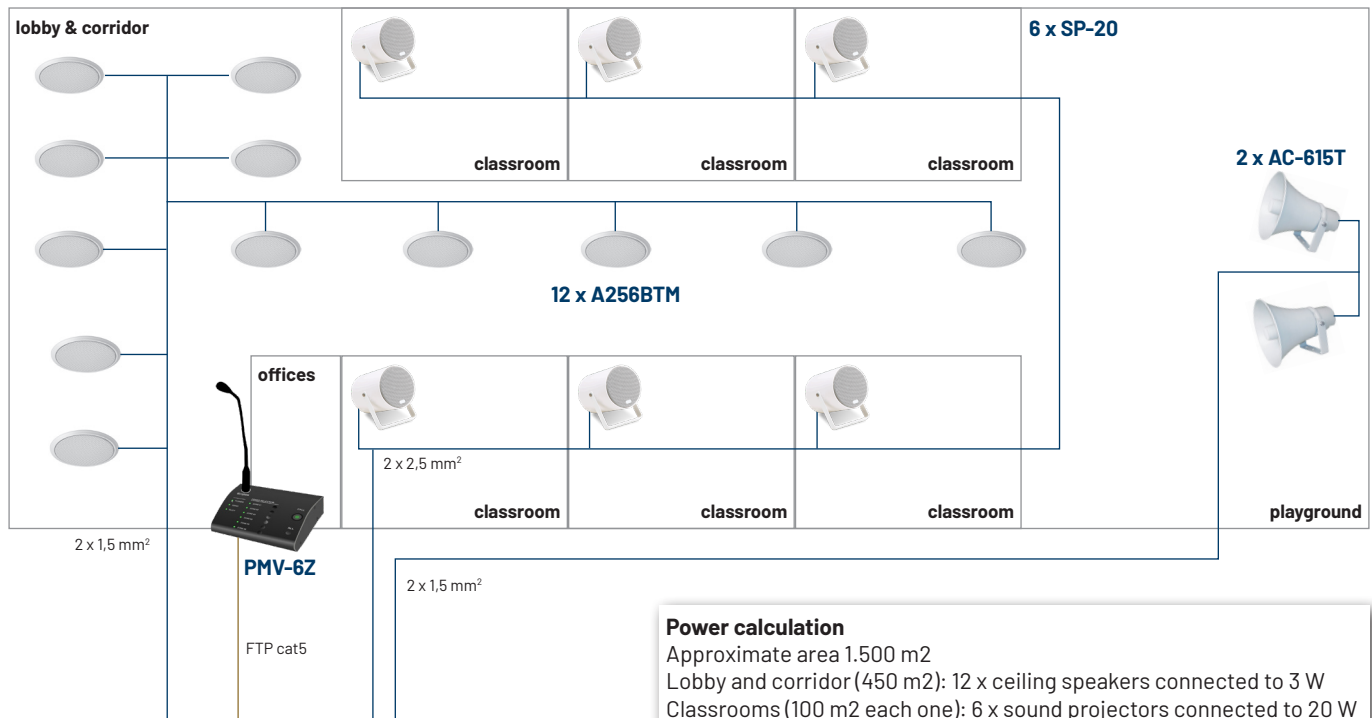 lobby & corridor
6 x SP-20
classroom
classroom
classroom
2 x AC-615T
12 x A256BTM
offices
2 x 2,5 mm²
classroom
classroom
classroom
playground
2 x 1,5 mm²
PMV-6Z
2 x 1,5 mm²
FTP cat5
Power calculation
Approximate area 1.500 m2
Lobby and corridor (450 m2): 12 x ceiling speakers connected to 3 W
Classrooms (100 m2 each one): 6 x sound projectors connected to 20 W